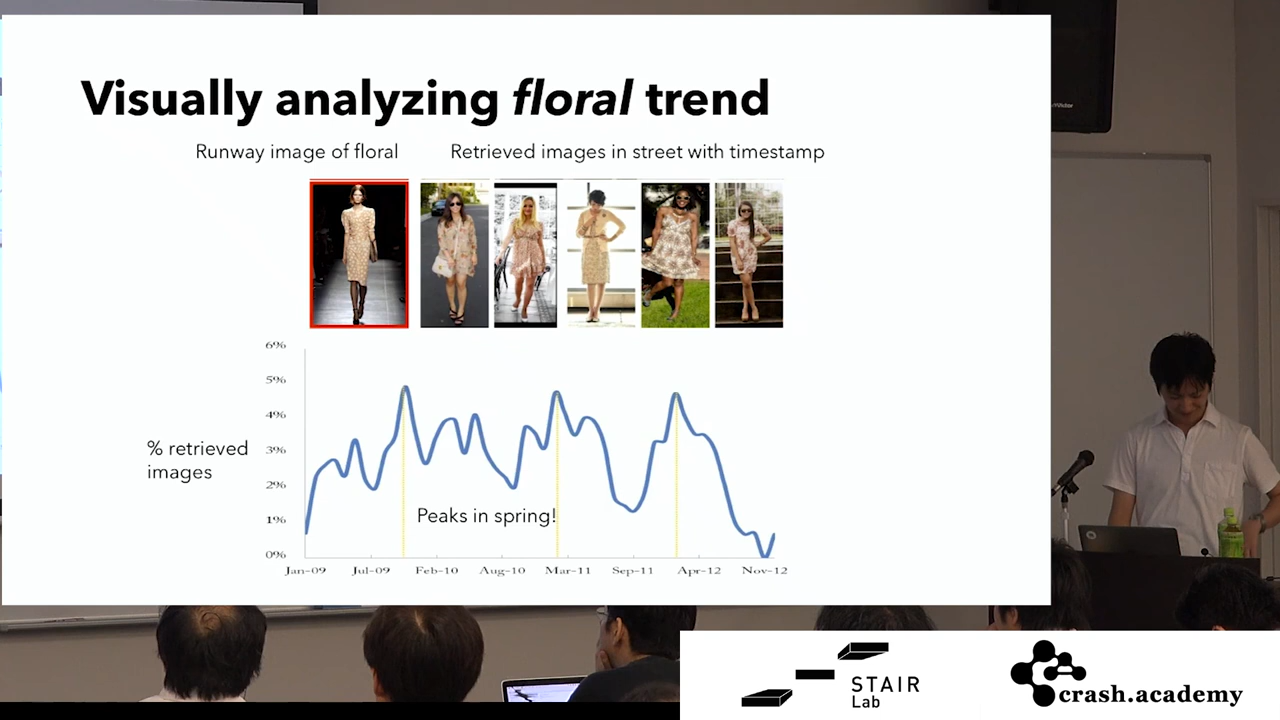 Visually analyzing floral trend
Runway image of floral
Retrieved images in street with timestamp
6%
5%
4%
3%
2%
1%
0%
% retrieved
images
Peaks in spring!
Jan-09 Jul-09 Feb-10 Aug-10 Mar-11 Sep-11 Apr-12 Nov-12
STAIR
Lab
crash.academy